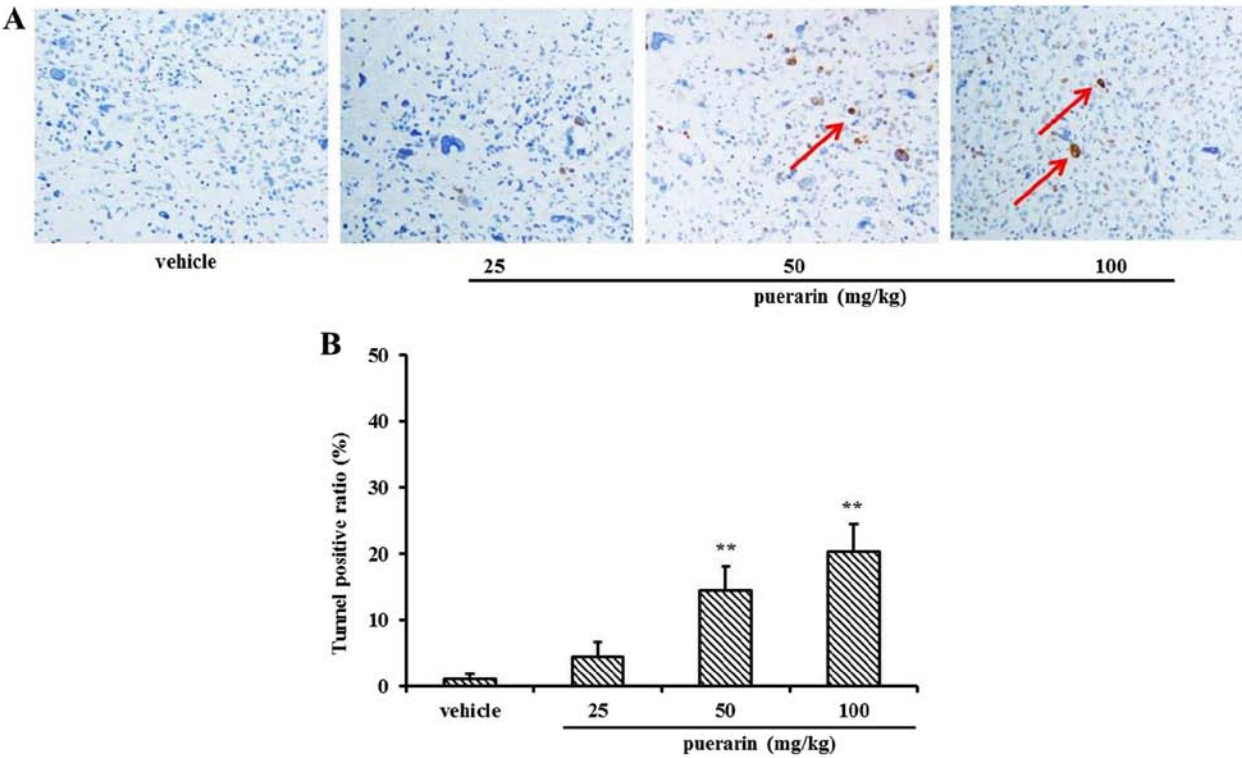 A
vehicle
25 50 100
puerarin (mg/kg)
B
Tunnel positive ratio (%)
50
40
30
20
10
0
**
**
vehicle 25 50 100
puerarin (mg/kg)